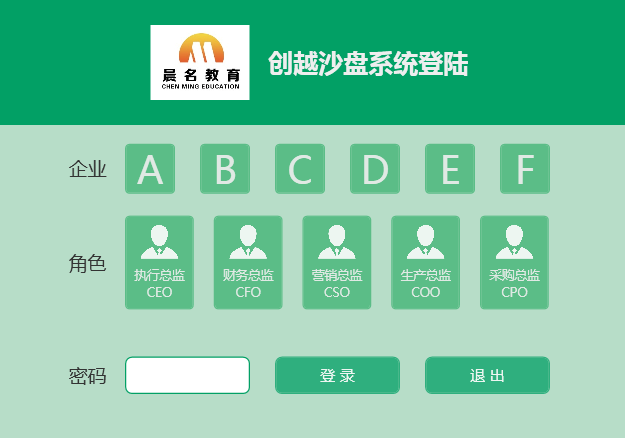 晨名教育
CHEN MING EDUCATION
创越沙盘系统登陆
企业 A B C D E F
角色
执行总监 财务总监 营销总监 生产总监 采购总监
CEO CFO CSO COO CPO
密码 登录 退出